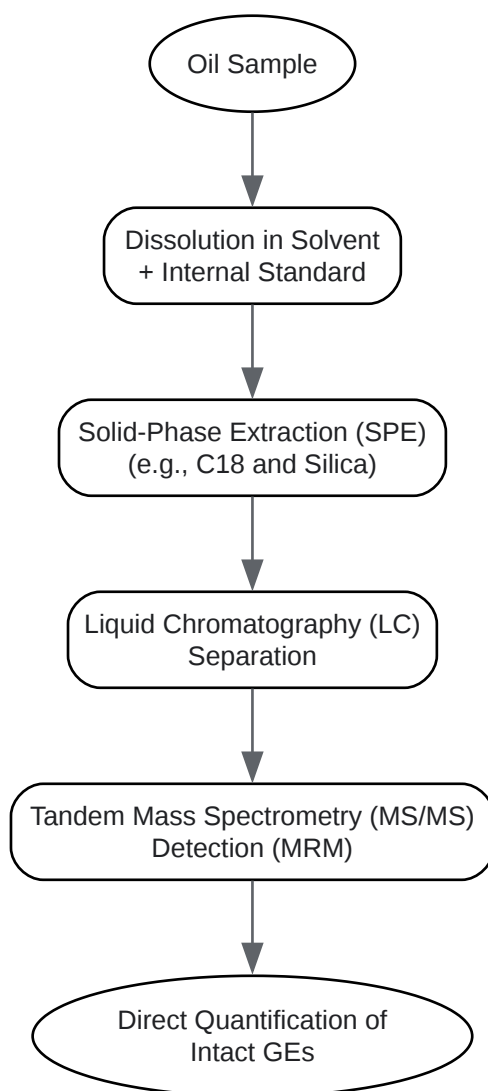 Oil Sample
Dissolution in Solvent
+ Internal Standard
Solid-Phase Extraction (SPE)
(e.g., C18 and Silica)
Liquid Chromatography (LC)
Separation
Tandem Mass Spectrometry (MS/MS)
Detection (MRM)
Direct Quantification of
Intact GEs